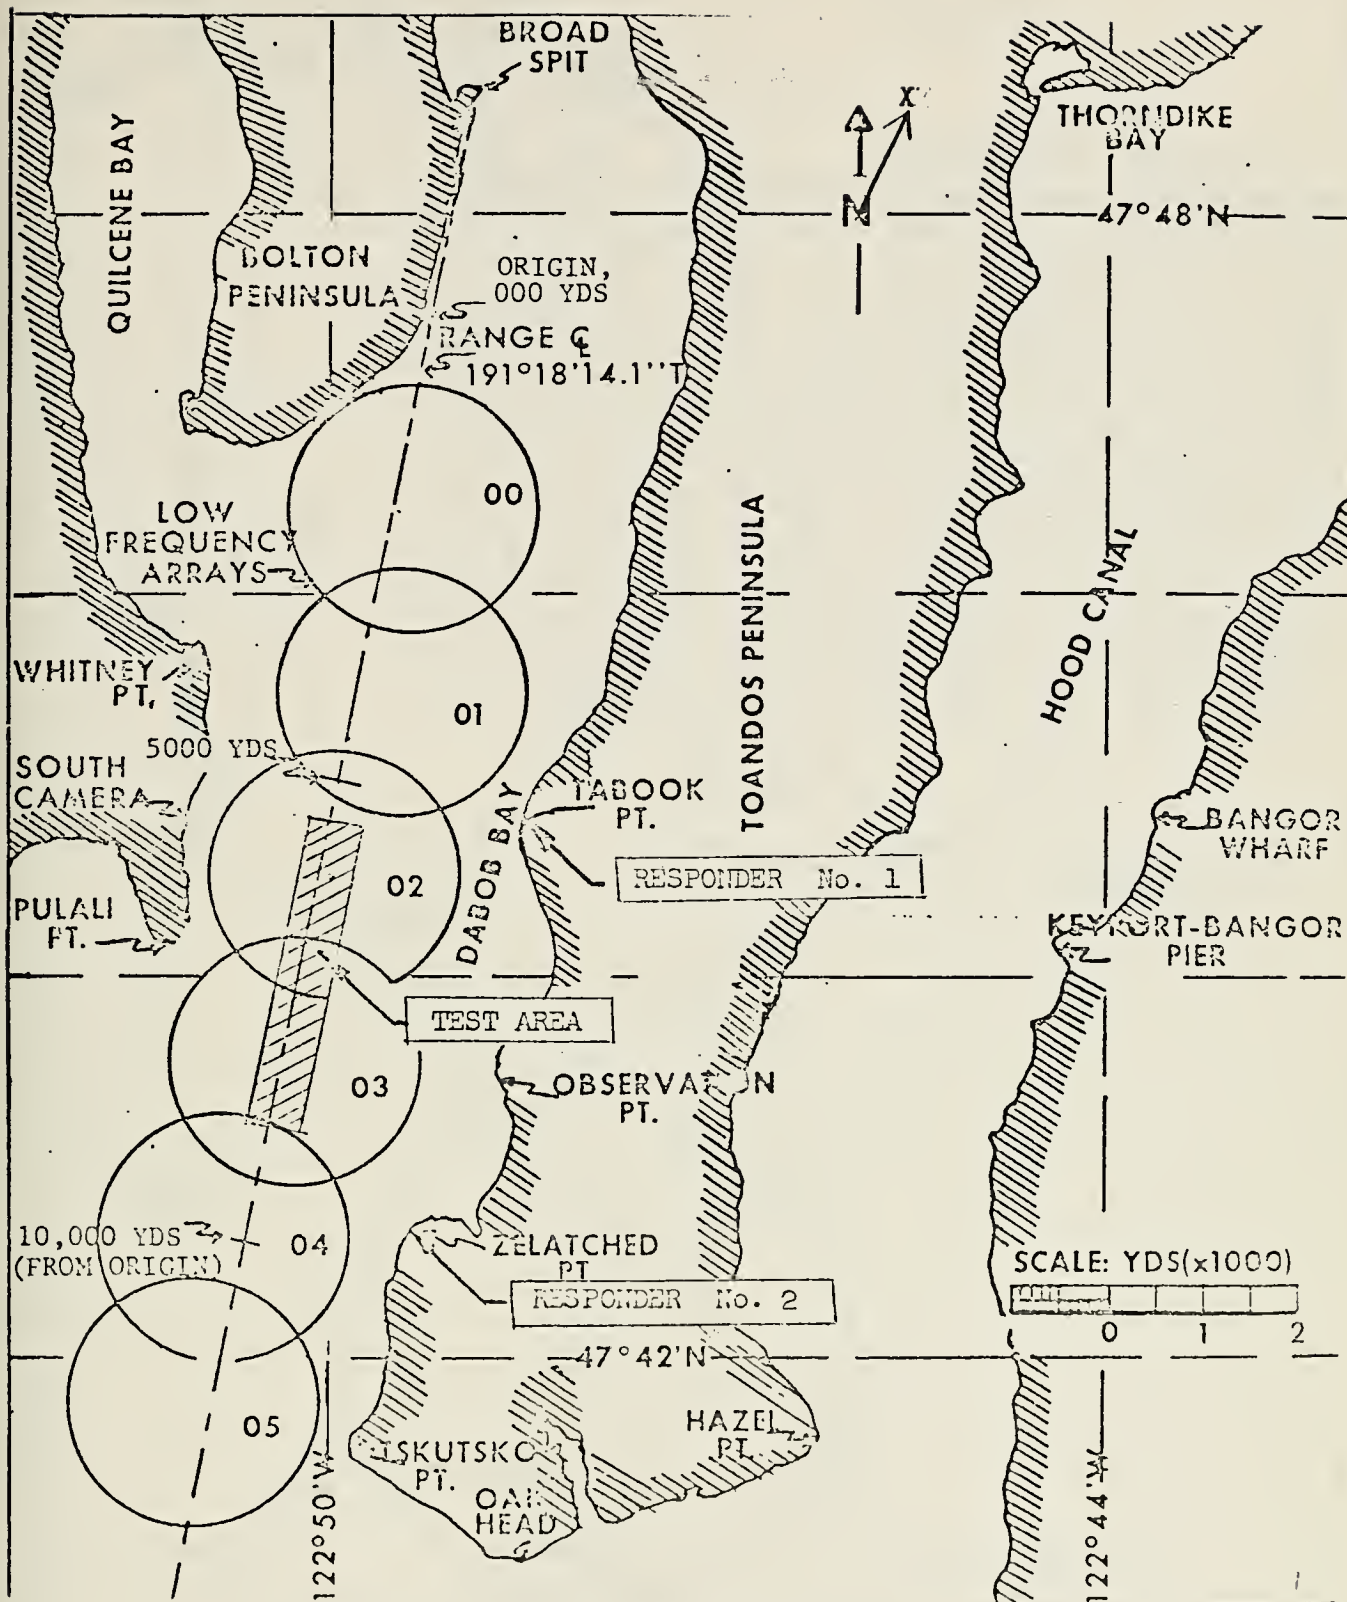 BROAD
SPIT
X'
THORNDIKE
BAY
QUILCENE BAY
N
47°48'N
BOLTON
PENINSULA
ORIGIN,
000 YDS
RANGE ℄
191°18'14.1''T
00
LOW
FREQUENCY
ARRAYS
TOANDOS PENINSULA
HOOD CANAL
WHITNEY
PT.
01
5000 YDS
SOUTH
CAMERA
TABOOK
PT.
DABOB BAY
BANGOR
WHARF
RESPONDER No. 1
02
PULALI
PT.
KEYPORT-BANGOR
PIER
TEST AREA
03
OBSERVATION
PT.
10,000 YDS
(FROM ORIGIN)
04
ZELATCHED
PT
SCALE: YDS(x1000)
0 1 2
RESPONDER No. 2
47°42'N
05
TSKUTSKO
PT.
HAZEL
PT.
OAK
HEAD
122°50'W
122°44'W